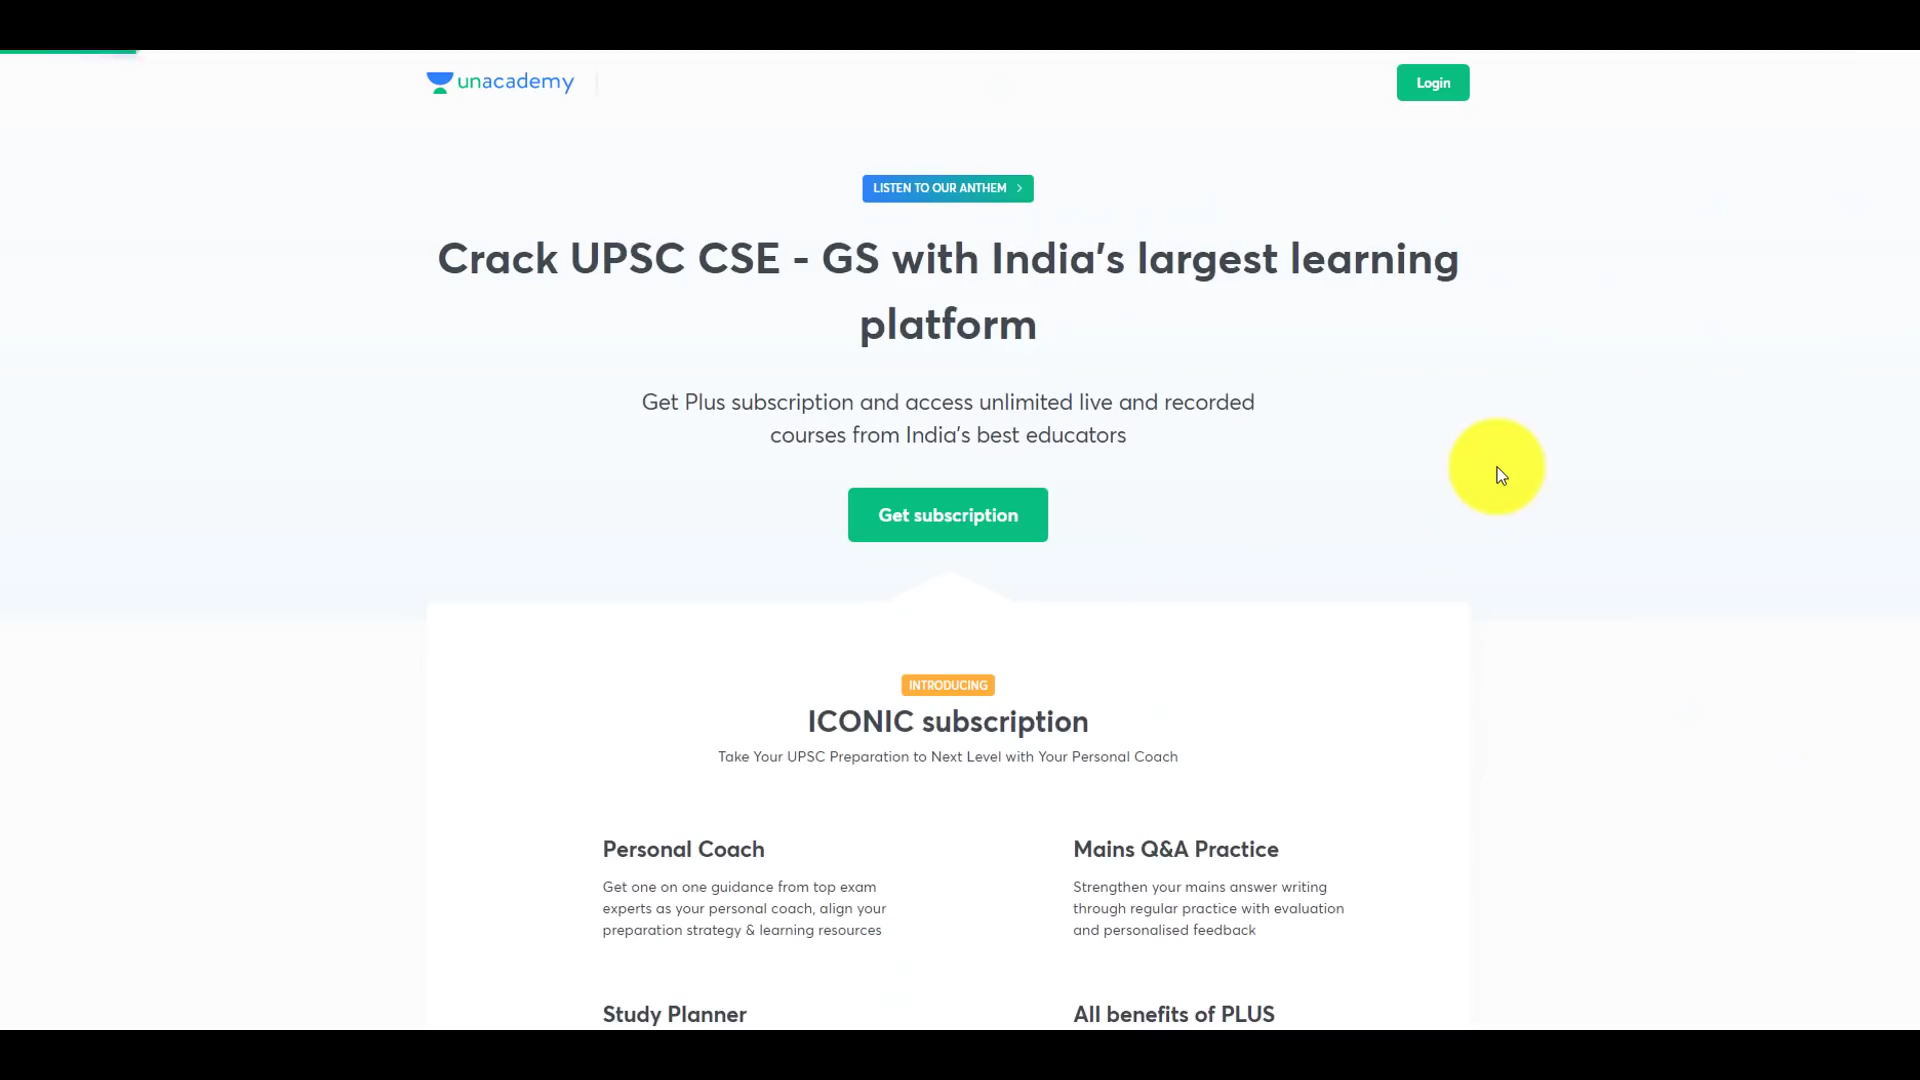 unacademy
Login
LISTEN TO OUR ANTHEM >
Crack UPSC CSE - GS with India's largest learning
platform
Get Plus subscription and access unlimited live and recorded
courses from India's best educators
Get subscription
INTRODUCING
ICONIC subscription
Take Your UPSC Preparation to Next Level with Your Personal Coach
Personal Coach
Get one on one guidance from top exam
experts as your personal coach, align your
preparation strategy & learning resources
Mains Q&A Practice
Strengthen your mains answer writing
through regular practice with evaluation
and personalised feedback
Study Planner
All benefits of PLUS